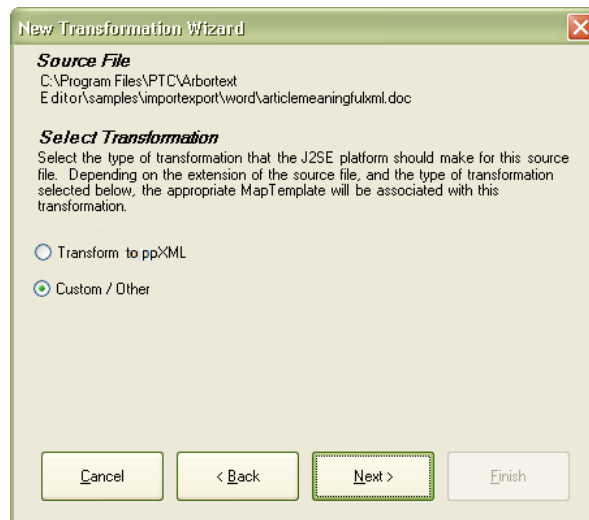 New Transformation Wizard
Source File
C:\Program Files\PTC\Arbortext
Editor\samples\importexport\word\articlemeaningfulxml.doc
Select Transformation
Select the type of transformation that the J2SE platform should make for this source
file. Depending on the extension of the source file, and the type of transformation
selected below, the appropriate MapTemplate will be associated with this
transformation.
Transform to ppXML
Custom / Other
Cancel
< Back
Next >
Finish